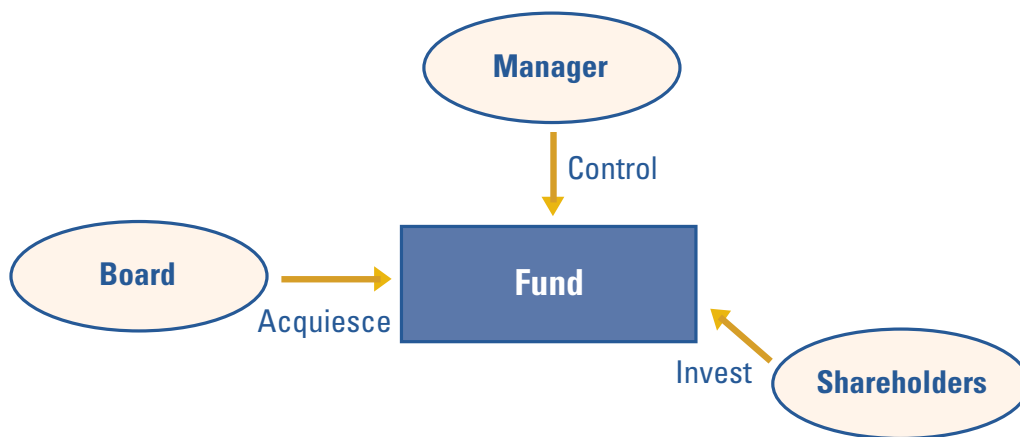 Manager
Control
Board
Fund
Acquiesce
Invest
Shareholders